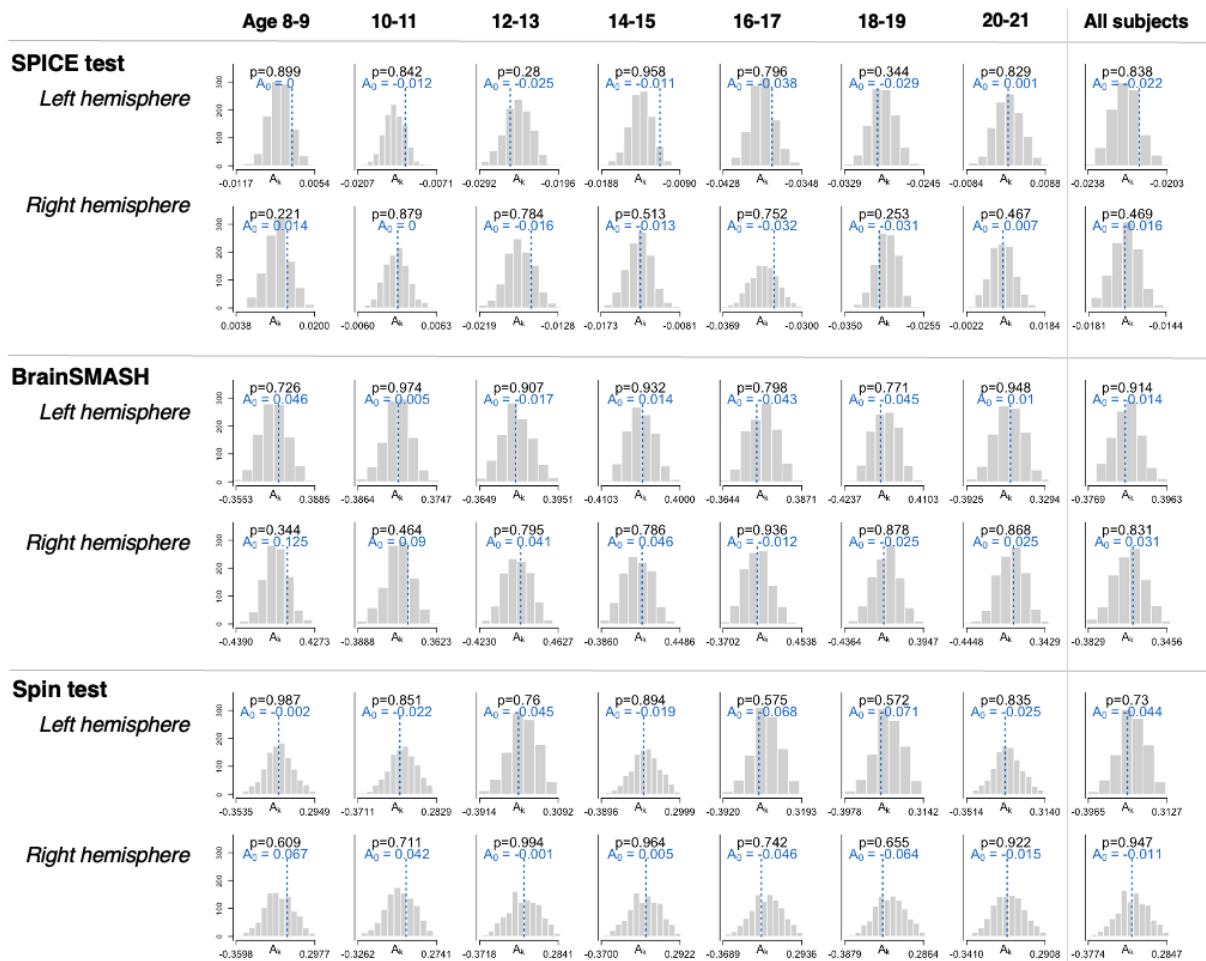 Age 8-9 10-11 12-13 14-15 16-17 18-19 20-21 All subjects
SPICE test
Left hemisphere
p=0.899 p=0.842 p=0.28 p=0.958 p=0.796 p=0.344 p=0.829 p=0.838
A0 = 0 A0 = -0.012 A0 = -0.025 A0 = -0.011 A0 = -0.038 A0 = -0.029 A0 = 0.001 A0 = -0.022
300
200
100
0
Ak Ak Ak Ak Ak Ak Ak Ak
-0.0117 0.0054 -0.0207 -0.0071 -0.0292 -0.0196 -0.0188 -0.0090 -0.0428 -0.0348 -0.0329 -0.0245 -0.0084 0.0088 -0.0238 -0.0203
Right hemisphere
p=0.221 p=0.879 p=0.784 p=0.513 p=0.752 p=0.253 p=0.467 p=0.469
A0 = 0.014 A0 = 0 A0 = -0.016 A0 = -0.013 A0 = -0.032 A0 = -0.031 A0 = 0.007 A0 = -0.016
300
200
100
0
Ak Ak Ak Ak Ak Ak Ak Ak
0.0038 0.0200 -0.0060 0.0063 -0.0219 -0.0128 -0.0173 -0.0081 -0.0369 -0.0300 -0.0350 -0.0255 -0.0022 0.0184 -0.0181 -0.0144
BrainSMASH
Left hemisphere
p=0.726 p=0.974 p=0.907 p=0.932 p=0.798 p=0.771 p=0.948 p=0.914
A0 = 0.046 A0 = 0.005 A0 = -0.017 A0 = 0.014 A0 = -0.043 A0 = -0.045 A0 = 0.01 A0 = -0.014
300
200
100
0
Ak Ak Ak Ak Ak Ak Ak Ak
-0.3553 0.3885 -0.3864 0.3747 -0.3649 0.3951 -0.4103 0.4000 -0.3644 0.3871 -0.4237 0.4103 -0.3925 0.3294 -0.3769 0.3963
Right hemisphere
p=0.344 p=0.464 p=0.795 p=0.786 p=0.936 p=0.878 p=0.868 p=0.831
A0 = 0.125 A0 = 0.09 A0 = 0.041 A0 = 0.046 A0 = -0.012 A0 = -0.025 A0 = 0.025 A0 = 0.031
300
200
100
0
Ak Ak Ak Ak Ak Ak Ak Ak
-0.4390 0.4273 -0.3888 0.3623 -0.4230 0.4627 -0.3860 0.4486 -0.3702 0.4538 -0.4364 0.3947 -0.4448 0.3429 -0.3829 0.3456
Spin test
Left hemisphere
p=0.987 p=0.851 p=0.76 p=0.894 p=0.575 p=0.572 p=0.835 p=0.73
A0 = -0.002 A0 = -0.022 A0 = -0.045 A0 = -0.019 A0 = -0.068 A0 = -0.071 A0 = -0.025 A0 = -0.044
300
200
100
0
Ak Ak Ak Ak Ak Ak Ak Ak
-0.3535 0.2949 -0.3711 0.2829 -0.3914 0.3092 -0.3896 0.2999 -0.3920 0.3193 -0.3978 0.3142 -0.3514 0.3140 -0.3965 0.3127
Right hemisphere
p=0.609 p=0.711 p=0.994 p=0.964 p=0.742 p=0.655 p=0.922 p=0.947
A0 = 0.067 A0 = 0.042 A0 = -0.001 A0 = 0.005 A0 = -0.046 A0 = -0.064 A0 = -0.015 A0 = -0.011
300
200
100
0
Ak Ak Ak Ak Ak Ak Ak Ak
-0.3598 0.2977 -0.3262 0.2741 -0.3718 0.2841 -0.3700 0.2922 -0.3689 0.2936 -0.3879 0.2864 -0.3420 0.2908 -0.3774 0.2847